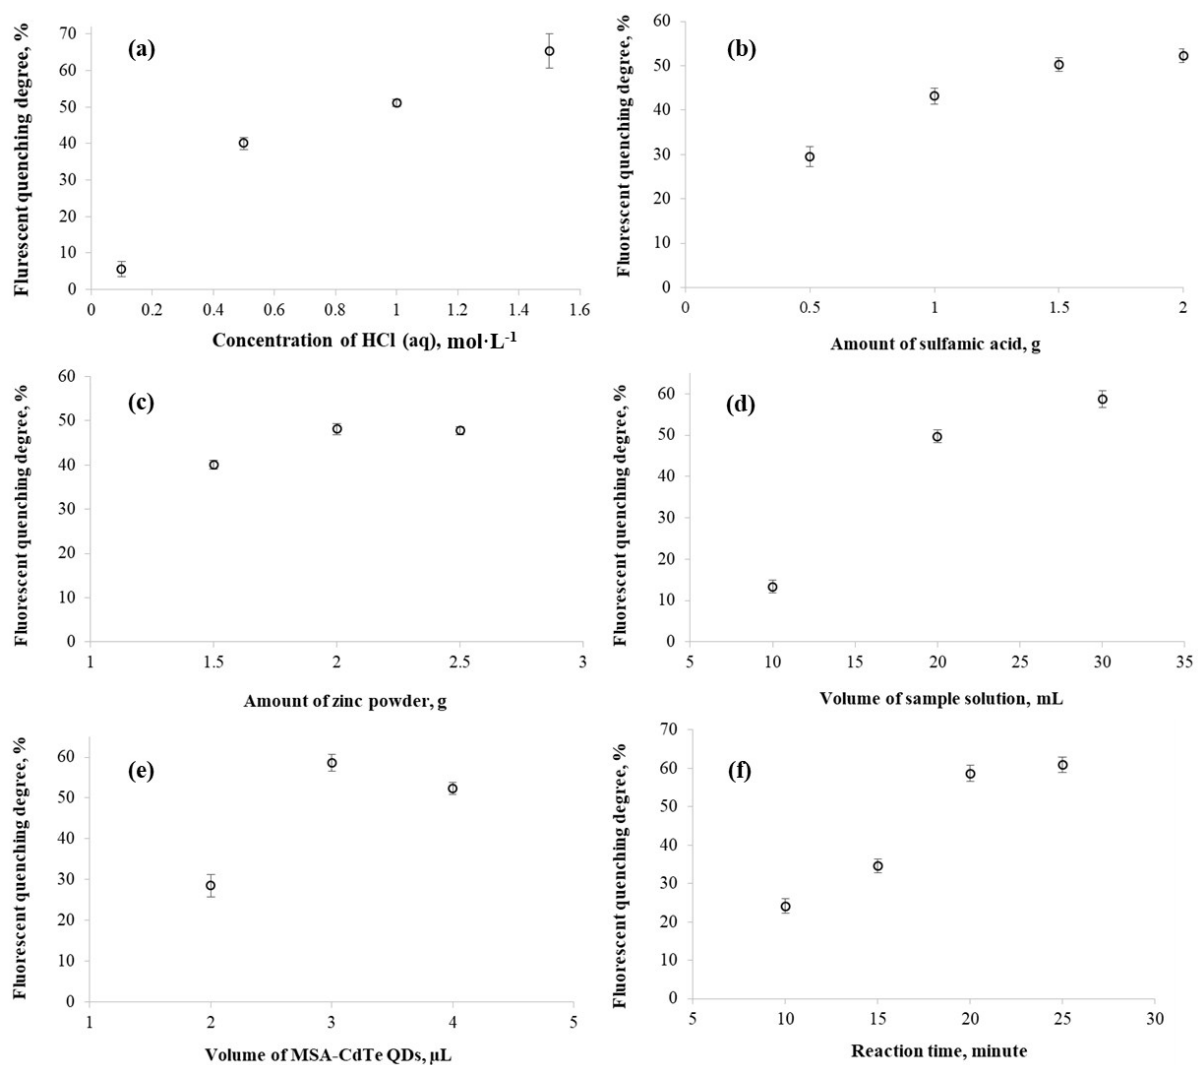 (a)
Flurescent quenching degree, %
70
60
50
40
30
20
10
0
0 0.2 0.4 0.6 0.8 1 1.2 1.4 1.6
Concentration of HCl (aq), mol·L-1
(b)
Fluorescent quenching degree, %
60
50
40
30
20
10
0
0 0.5 1 1.5 2
Amount of sulfamic acid, g
(c)
Fluorescent quenching degree, %
60
50
40
30
20
10
0
1 1.5 2 2.5 3
Amount of zinc powder, g
(d)
Fluorescent quenching degree, %
60
50
40
30
20
10
0
5 10 15 20 25 30 35
Volume of sample solution, mL
(e)
Fluorescent quenching degree, %
60
50
40
30
20
10
0
1 2 3 4 5
Volume of MSA-CdTe QDs, μL
(f)
Fluorescent quenching degree, %
70
60
50
40
30
20
10
0
5 10 15 20 25 30
Reaction time, minute